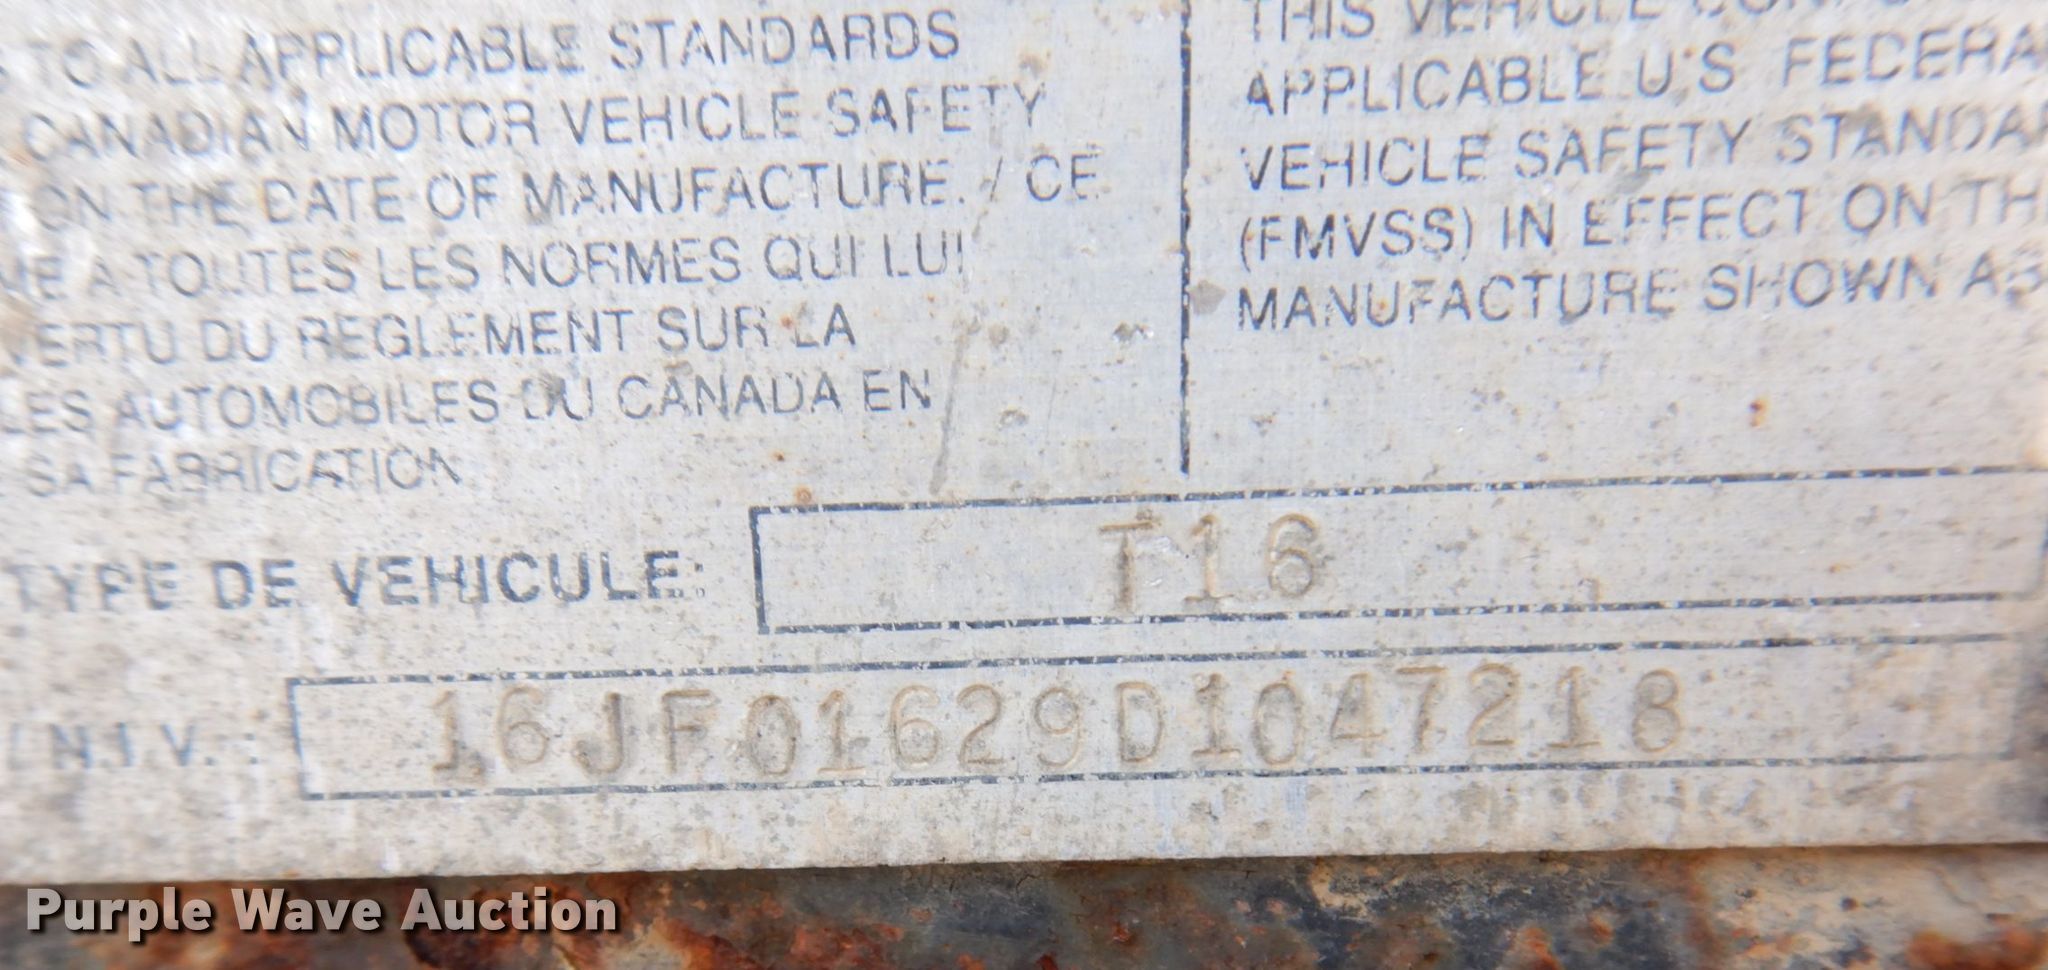 TO ALL APPLICABLE STANDARDS
CANADIAN MOTOR VEHICLE SAFETY
ON THE DATE OF MANUFACTURE. / CE
A TOUTES LES NORMES QUI LUI
VERTU DU REGLEMENT SUR LA
LES AUTOMOBILES DU CANADA EN
SA FABRICATION
THIS VEHICLE
APPLICABLE U.S FEDERA
VEHICLE SAFETY STANDA
(FMVSS) IN EFFECT ON TH
MANUFACTURE SHOWN AB
TYPE DE VEHICULE: T16
N.I.V. : 16JF01629D1047218
Purple Wave Auction